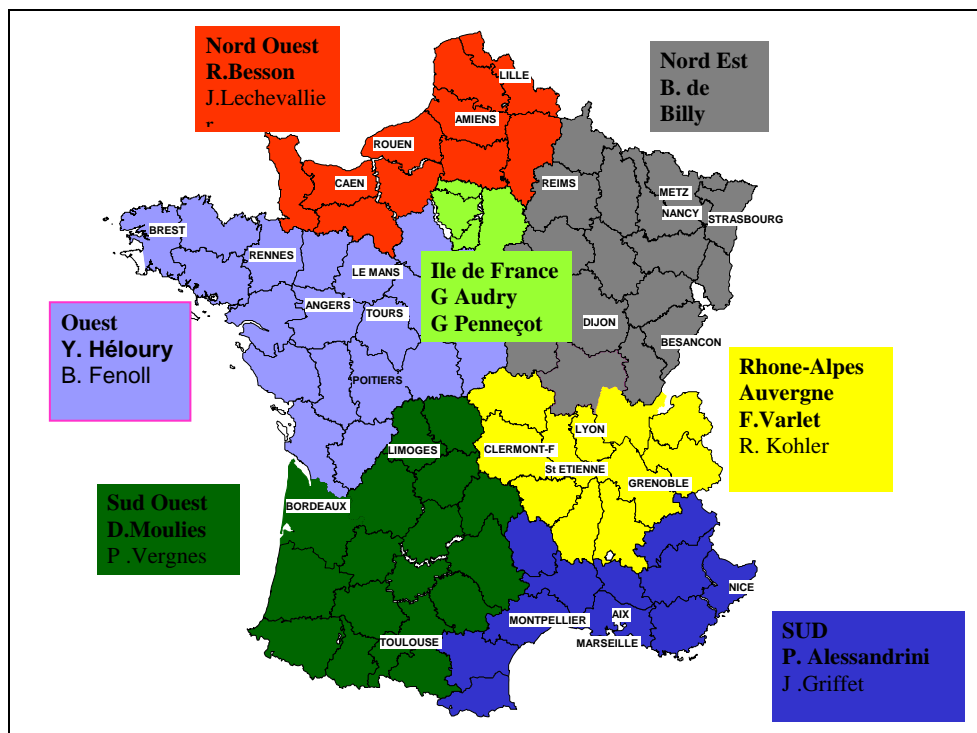 Nord Ouest
R.Besson
J.Lechevallie
r
Nord Est
B. de
Billy
LILLE
AMIENS
ROUEN
CAEN
REIMS
METZ
NANCY
STRASBOURG
BREST
RENNES
LE MANS
ANGERS
TOURS
Ile de France
G Audry
G Penneçot
DIJON
BESANCON
Ouest
Y. Héloury
B. Fenoll
POITIERS
Rhone-Alpes
Auvergne
F.Varlet
R. Kohler
LIMOGES
CLERMONT-F
LYON
St ETIENNE
GRENOBLE
Sud Ouest
D.Moulies
P .Vergnes
BORDEAUX
TOULOUSE
MONTPELLIER
AIX
MARSEILLE
NICE
SUD
P. Alessandrini
J .Griffet